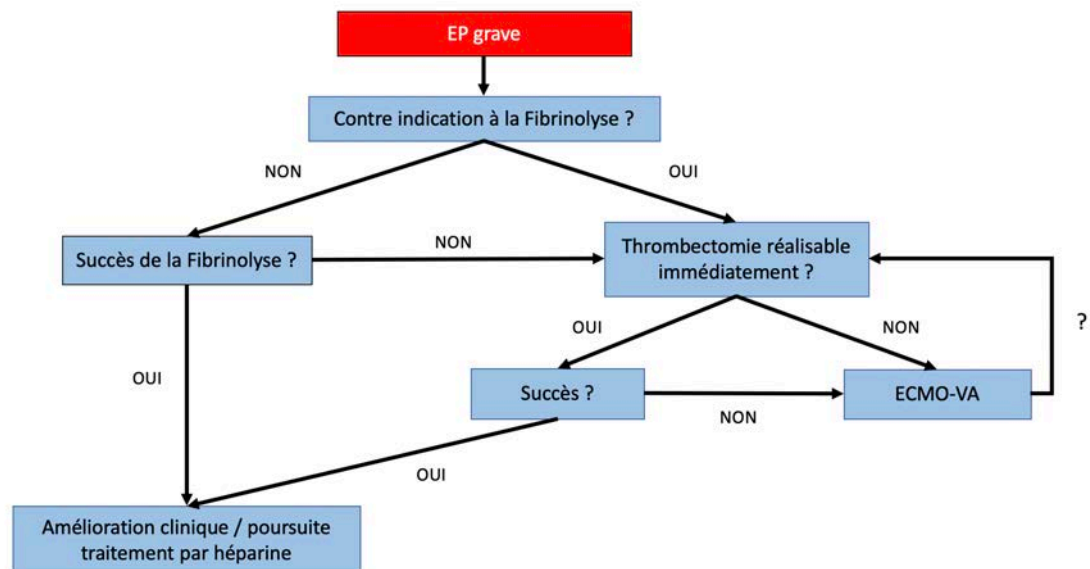 EP grave
Contre indication à la Fibrinolyse ?
NON
OUI
Succès de la Fibrinolyse ?
NON
Thrombectomie réalisable
immédiatement ?
?
OUI
NON
OUI
Succès ?
NON
ECMO-VA
OUI
Amélioration clinique / poursuite
traitement par héparine